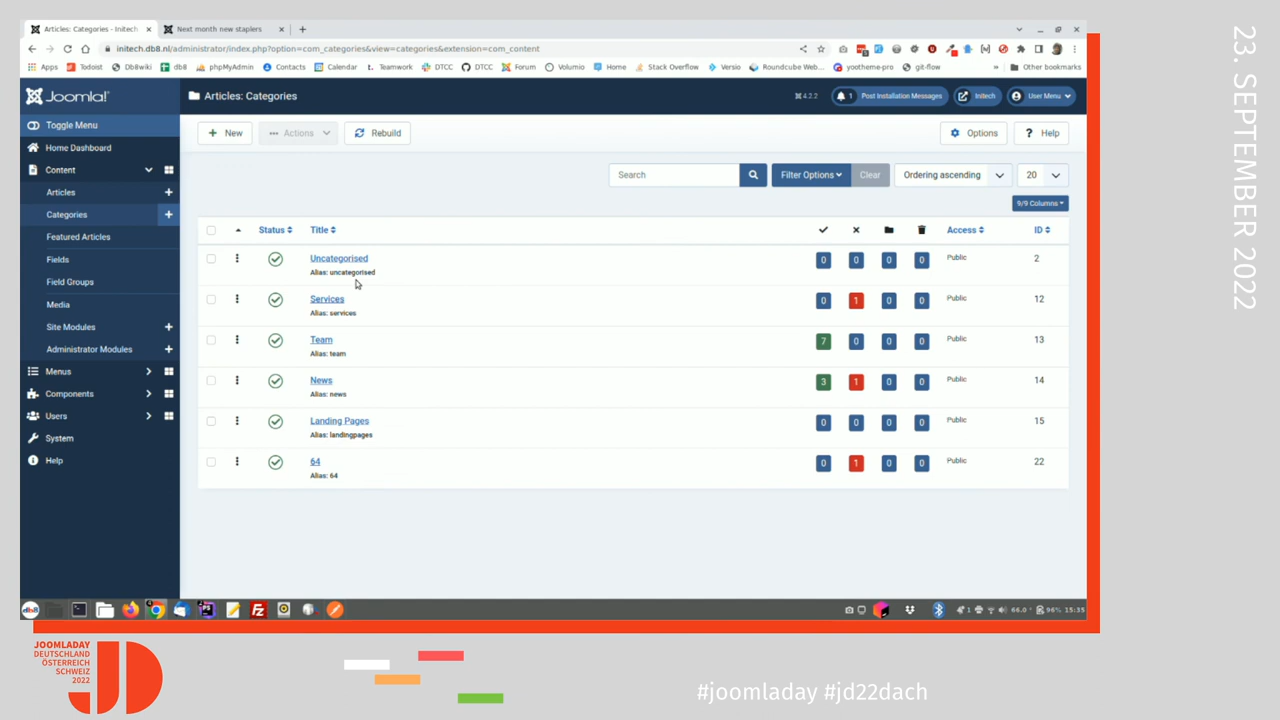 Articles: Categories - Initech
Next month new staplers
initech.db8.nl/administrator/index.php?option=com_categories&view=categories&extension=com_content
Apps
Todoist
Db8wiki
db8
phpMyAdmin
Contacts
Calendar
Teamwork
DTCC
DTCC
Forum
Volumio
Home
Stack Overflow
Versio
Roundcube Web...
yootheme-pro
git-flow
»
Other bookmarks
Joomla!
Articles: Categories
4.2.2
1 Post Installation Messages
Initech
User Menu
Toggle Menu
Home Dashboard
Content
Articles
Categories
Featured Articles
Fields
Field Groups
Media
Site Modules
Administrator Modules
Menus
Components
Users
System
Help
New
Actions
Rebuild
Options
Help
Search
Filter Options
Clear
Ordering ascending
20
9/9 Columns
Status Title Access ID
Uncategorised 0 0 0 0 Public 2
Alias: uncategorised
Services 0 1 0 0 Public 12
Alias: services
Team 7 0 0 0 Public 13
Alias: team
News 3 1 0 0 Public 14
Alias: news
Landing Pages 0 0 0 0 Public 15
Alias: landingpages
64 0 1 0 0 Public 22
Alias: 64
db8
1
66.0 °
96%
15:35
23. SEPTEMBER 2022
JOOMLADAY
DEUTSCHLAND
ÖSTERREICH
SCHWEIZ
2022
JD
#joomladay #jd22dach